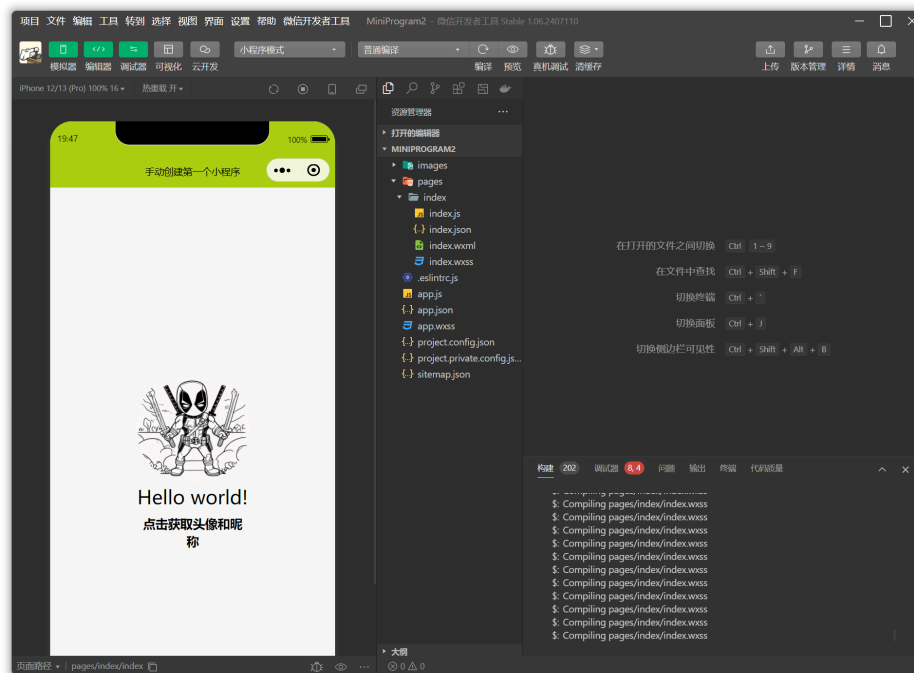 项目 文件 编辑 工具 转到 选择 视图 界面 设置 帮助 微信开发者工具 MiniProgram2 - 微信开发者工具 Stable 1.06.2407110
小程序模式 普通编译
模拟器 编辑器 调试器 可视化 云开发 编译 预览 真机调试 清缓存 上传 版本管理 详情 消息
iPhone 12/13 (Pro) 100% 16 热重载 开
资源管理器
打开的编辑器
MINIPROGRAM2
images
pages
index
index.js
index.json
index.wxml
index.wxss
.eslintrc.js
app.js
app.json
app.wxss
project.config.json
project.private.config.js...
sitemap.json
大纲
0 0
19:47 100%
手动创建第一个小程序
Hello world!
点击获取头像和昵
称
页面路径 pages/index/index
在打开的文件之间切换 Ctrl 1 ~ 9
在文件中查找 Ctrl + Shift + F
切换终端 Ctrl + `
切换面板 Ctrl + J
切换侧边栏可见性 Ctrl + Shift + Alt + B
构建 202 调试器 8, 4 问题 输出 终端 代码质量
$: Compiling pages/index/index.wxss
$: Compiling pages/index/index.wxss
$: Compiling pages/index/index.wxss
$: Compiling pages/index/index.wxss
$: Compiling pages/index/index.wxss
$: Compiling pages/index/index.wxss
$: Compiling pages/index/index.wxss
$: Compiling pages/index/index.wxss
$: Compiling pages/index/index.wxss
$: Compiling pages/index/index.wxss
$: Compiling pages/index/index.wxss
$: Compiling pages/index/index.wxss